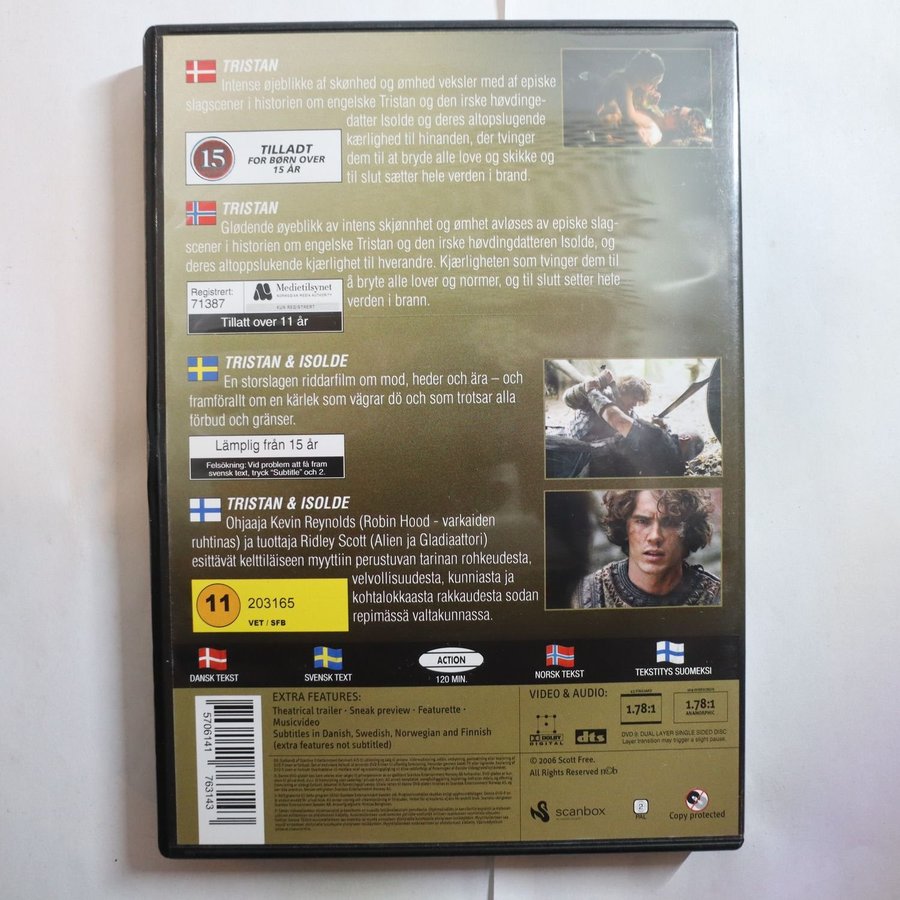 TRISTAN
Intense øjeblikke af skønhed og ømhed veksler med af episke
slagscener i historien om engelske Tristan og den irske høvdinge-
datter Isolde og deres altopslugende
kærlighed til hinanden, der tvinger
dem til at bryde alle love og skikke og
til slut sætter hele verden i brand.
15
TILLADT
FOR BØRN OVER
15 ÅR
TRISTAN
Glødende øyeblikk av intens skjønnhet og ømhet avløses av episke slag-
scener i historien om engelske Tristan og den irske høvdingdatteren Isolde, og
deres altoppslukende kjærlighet til hverandre. Kjærligheten som tvinger dem til
å bryte alle lover og normer, og til slutt setter hele
verden i brann.
Registrert:
71387
Medietilsynet
NORWEGIAN MEDIA AUTHORITY
KUN REGISTRERT
Tillatt over 11 år
TRISTAN & ISOLDE
En storslagen riddarfilm om mod, heder och ära – och
framförallt om en kärlek som vägrar dö och som trotsar alla
förbud och gränser.
Lämplig från 15 år
Felsökning: Vid problem att få fram
svensk text, tryck "Subtitle" och 2.
TRISTAN & ISOLDE
Ohjaaja Kevin Reynolds (Robin Hood - varkaiden
ruhtinas) ja tuottaja Ridley Scott (Alien ja Gladiaattori)
esittävät kelttiläiseen myyttiin perustuvan tarinan rohkeudesta,
velvollisuudesta, kunniasta ja
kohtalokkaasta rakkaudesta sodan
repimässä valtakunnassa.
11
203165
VET / SFB
DANSK TEKST
SVENSK TEXT
ACTION
120 MIN.
NORSK TEKST
TEKSTITYS SUOMEKSI
5706141 763143
EXTRA FEATURES:
Theatrical trailer · Sneak preview · Featurette ·
Musicvideo
Subtitles in Danish, Swedish, Norwegian and Finnish
(extra features not subtitled)
VIDEO & AUDIO:
1.78:1
1.78:1
ANAMORPHIC
DOLBY
DIGITAL
dts
DVD 9: DUAL LAYER SINGLE SIDED DISC
Layer transition may trigger a slight pause.
© 2006 Scott Free.
All Rights Reserved n©b
scanbox
2
PAL
Copy protected